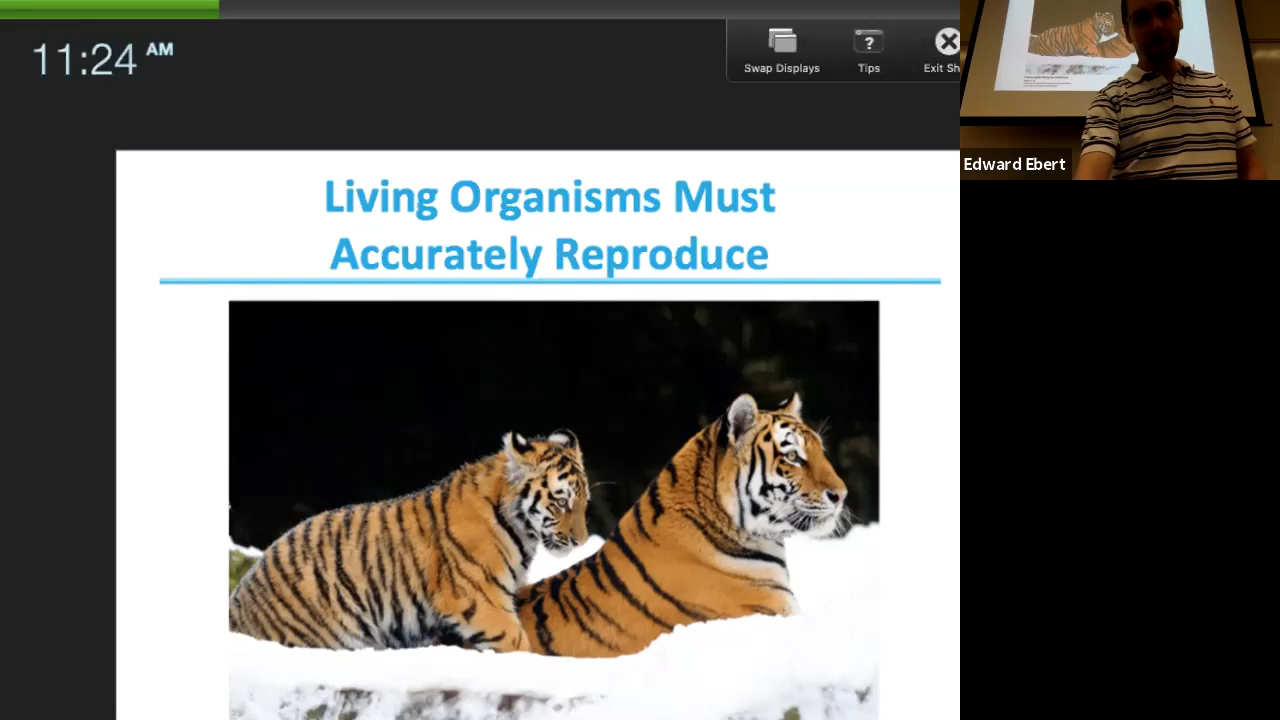 11:24 AM
Swap Displays
Tips
Exit Sh
Edward Ebert
Living Organisms Must
Accurately Reproduce